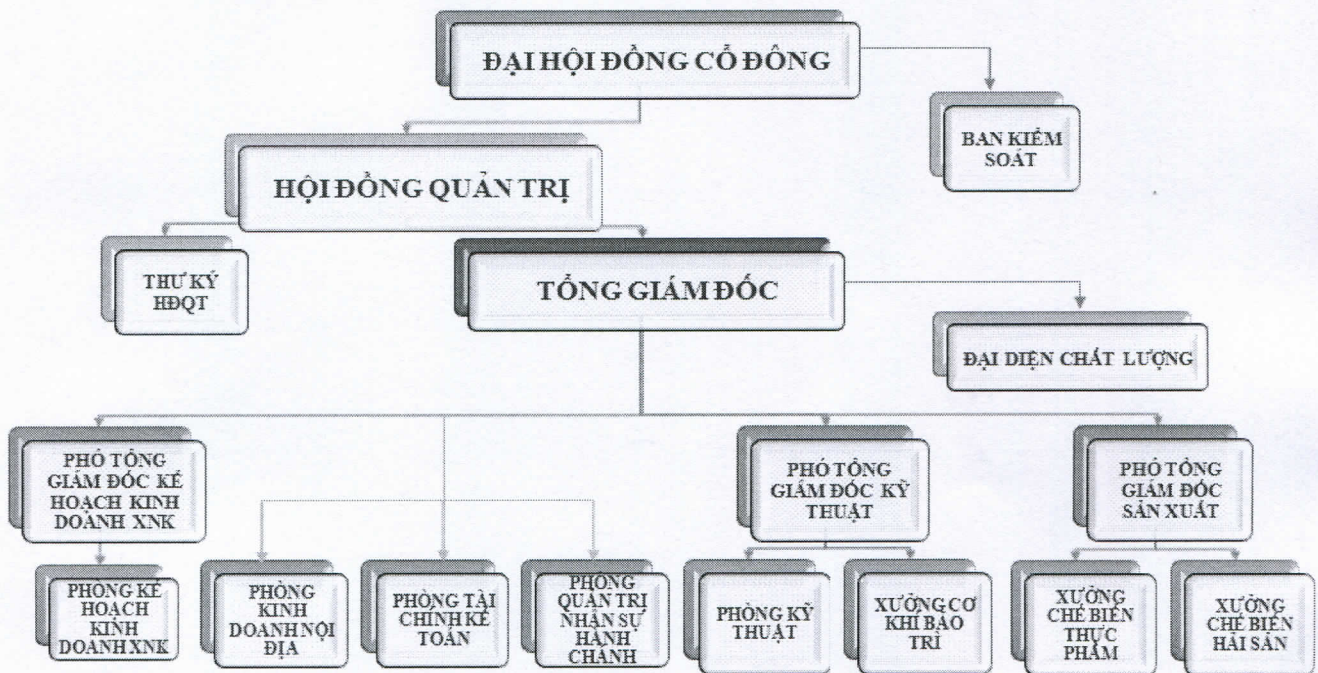 ĐẠI HỘI ĐỒNG CỔ ĐÔNG
BAN KIỂM
SOÁT
HỘI ĐỒNG QUẢN TRỊ
THƯ KÝ
HĐQT
TỔNG GIÁM ĐỐC
ĐẠI DIỆN CHẤT LƯỢNG
PHÓ TỔNG
GIÁM ĐỐC KẾ
HOẠCH KINH
DOANH XNK
PHÓ TỔNG
GIÁM ĐỐC KỸ
THUẬT
PHÓ TỔNG
GIÁM ĐỐC
SẢN XUẤT
PHÒNG KẾ
HOẠCH
KINH
DOANH XNK
PHÒNG
KINH
DOANH NỘI
ĐỊA
PHÒNG TÀI
CHÍNH KẾ
TOÁN
PHÒNG
QUẢN TRỊ
NHÂN SỰ
HÀNH
CHÁNH
PHÒNG KỸ
THUẬT
XƯỞNG CƠ
KHÍ BẢO
TRÌ
XƯỞNG
CHẾ BIẾN
THỰC
PHẨM
XƯỞNG
CHẾ BIẾN
HẢI SẢN